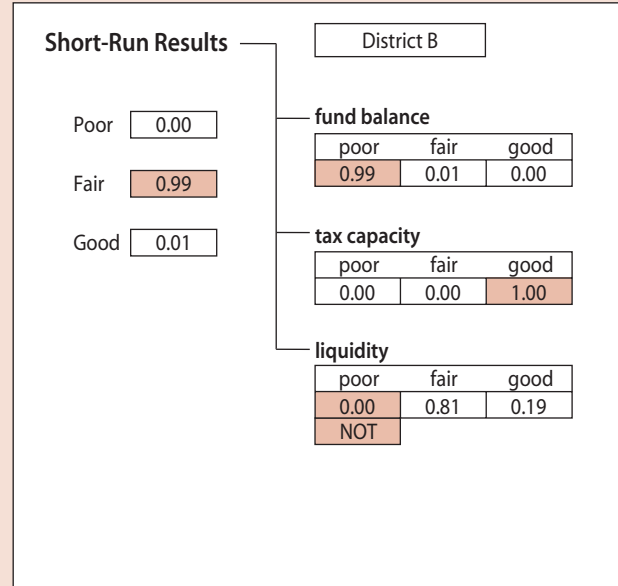 Short-Run Results
District B
Poor 0.00
Fair 0.99
Good 0.01
fund balance
poor fair good
0.99 0.01 0.00
tax capacity
poor fair good
0.00 0.00 1.00
liquidity
poor fair good
0.00 0.81 0.19
NOT